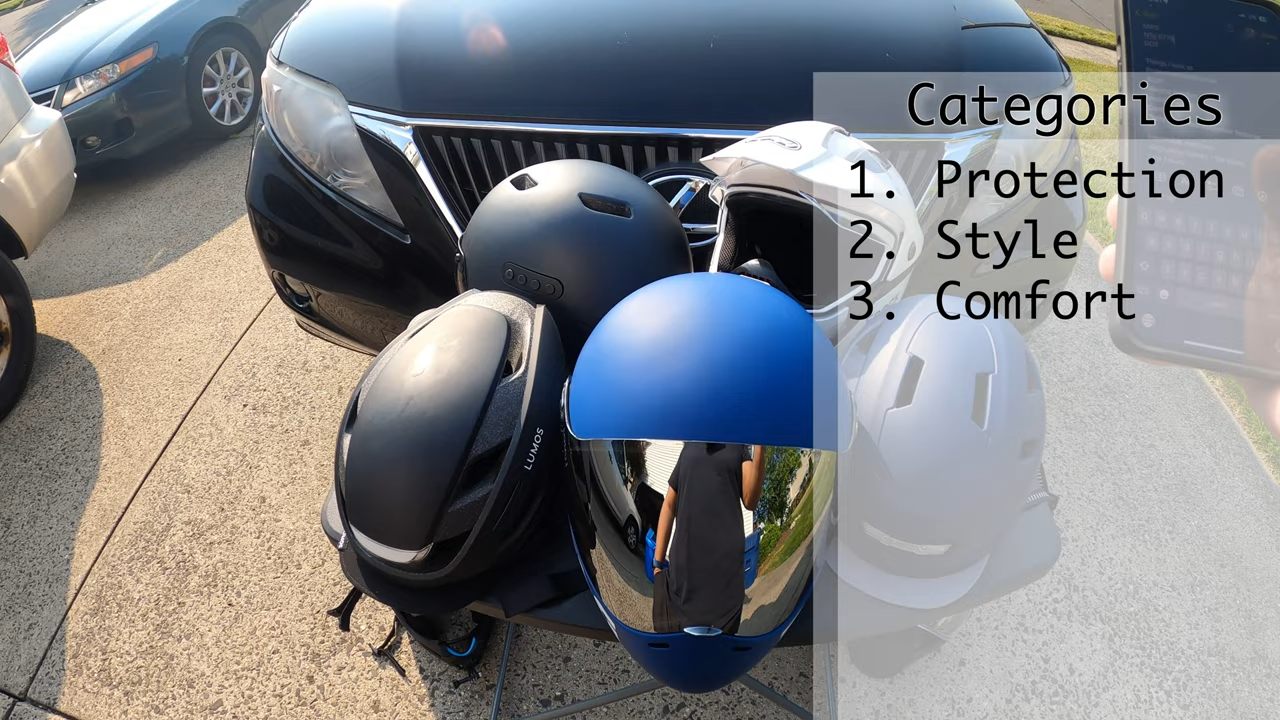 Categories
1. Protection
2. Style
3. Comfort
LUMOS